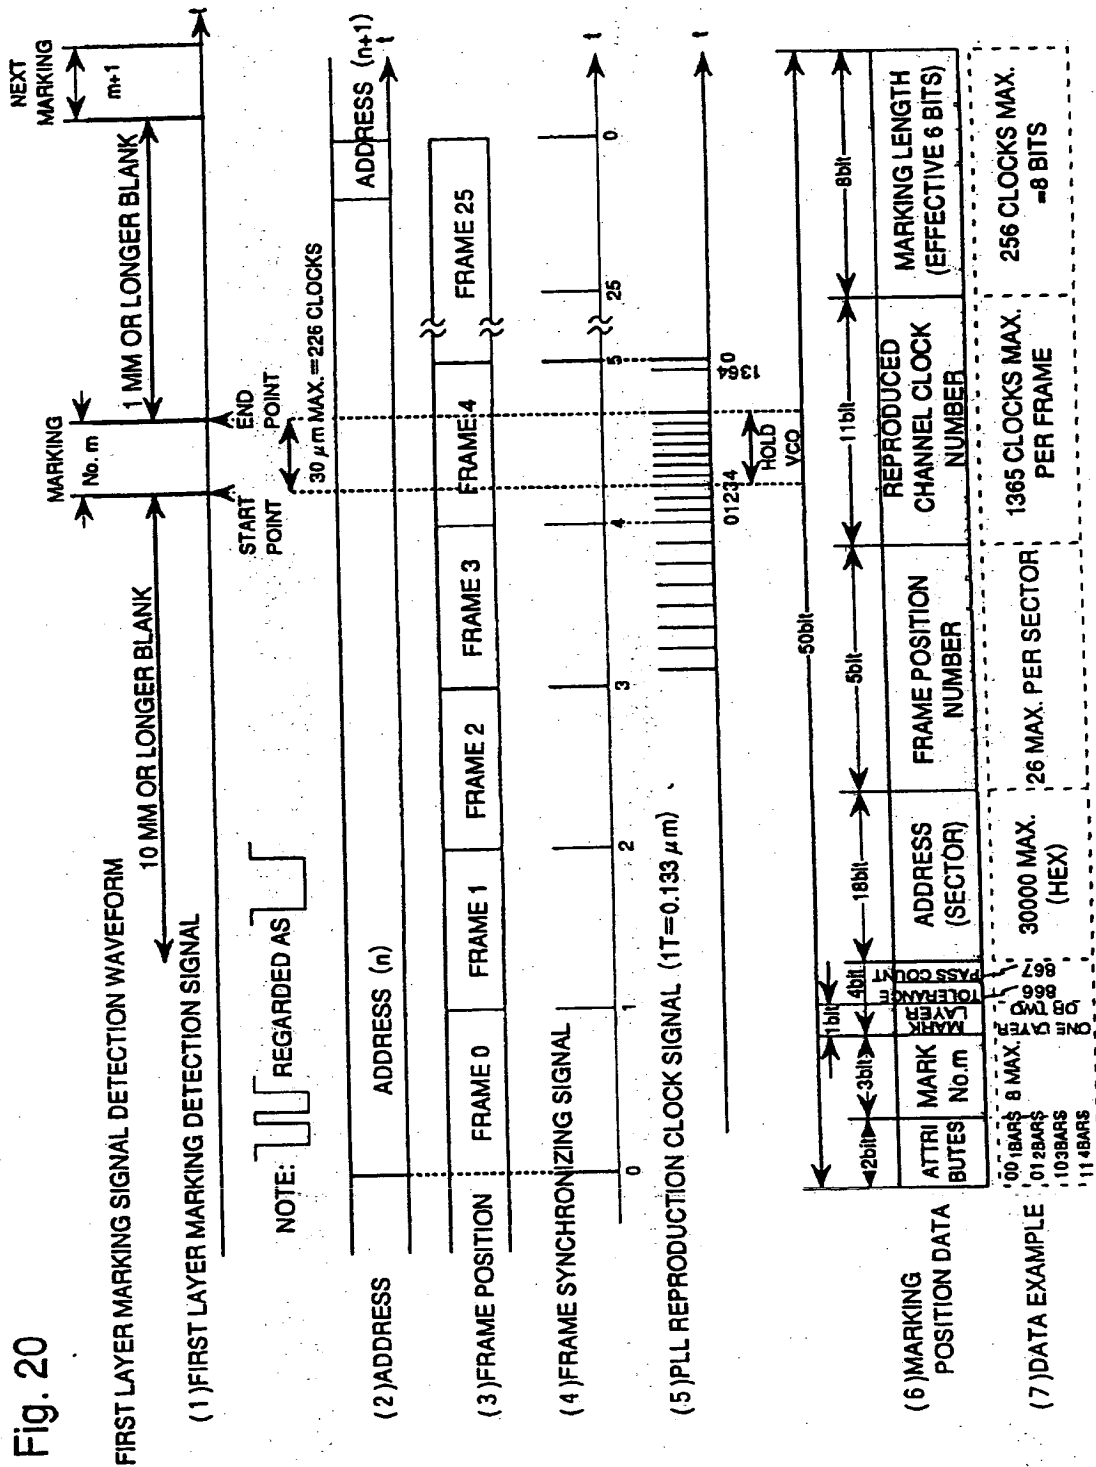 Fig. 20
FIRST LAYER MARKING SIGNAL DETECTION WAVEFORM
NEXT
MARKING
m+1
MARKING
No. m
10 MM OR LONGER BLANK
1 MM OR LONGER BLANK
(1)FIRST LAYER MARKING DETECTION SIGNAL
t
START
POINT
END
POINT
NOTE:
REGARDED AS
30 μm MAX.=226 CLOCKS
(2)ADDRESS
ADDRESS (n)
ADDRESS (n+1)
t
(3)FRAME POSITION
FRAME 0
FRAME 1
FRAME 2
FRAME 3
FRAME 4
FRAME 25
(4)FRAME SYNCHRONIZING SIGNAL
0
1
2
3
4
5
25
0
t
(5)PLL REPRODUCTION CLOCK SIGNAL (1T=0.133 μm)
01234
1364
0
t
HOLD
VCO
50bit
2bit
3bit
1bit
4bit
18bit
5bit
11bit
8bit
(6)MARKING
POSITION DATA
ATTRI
BUTES
MARK
No.m
MARK
LAYER
TOLERANCE
PASS COUNT
ADDRESS
(SECTOR)
FRAME POSITION
NUMBER
REPRODUCED
CHANNEL CLOCK
NUMBER
MARKING LENGTH
(EFFECTIVE 6 BITS)
(7)DATA EXAMPLE
00 1BARS
01 2BARS
103BARS
11 4BARS
8 MAX.
ONE LAYER
OR TWO
866
867
30000 MAX.
(HEX)
26 MAX. PER SECTOR
1365 CLOCKS MAX.
PER FRAME
256 CLOCKS MAX.
=8 BITS